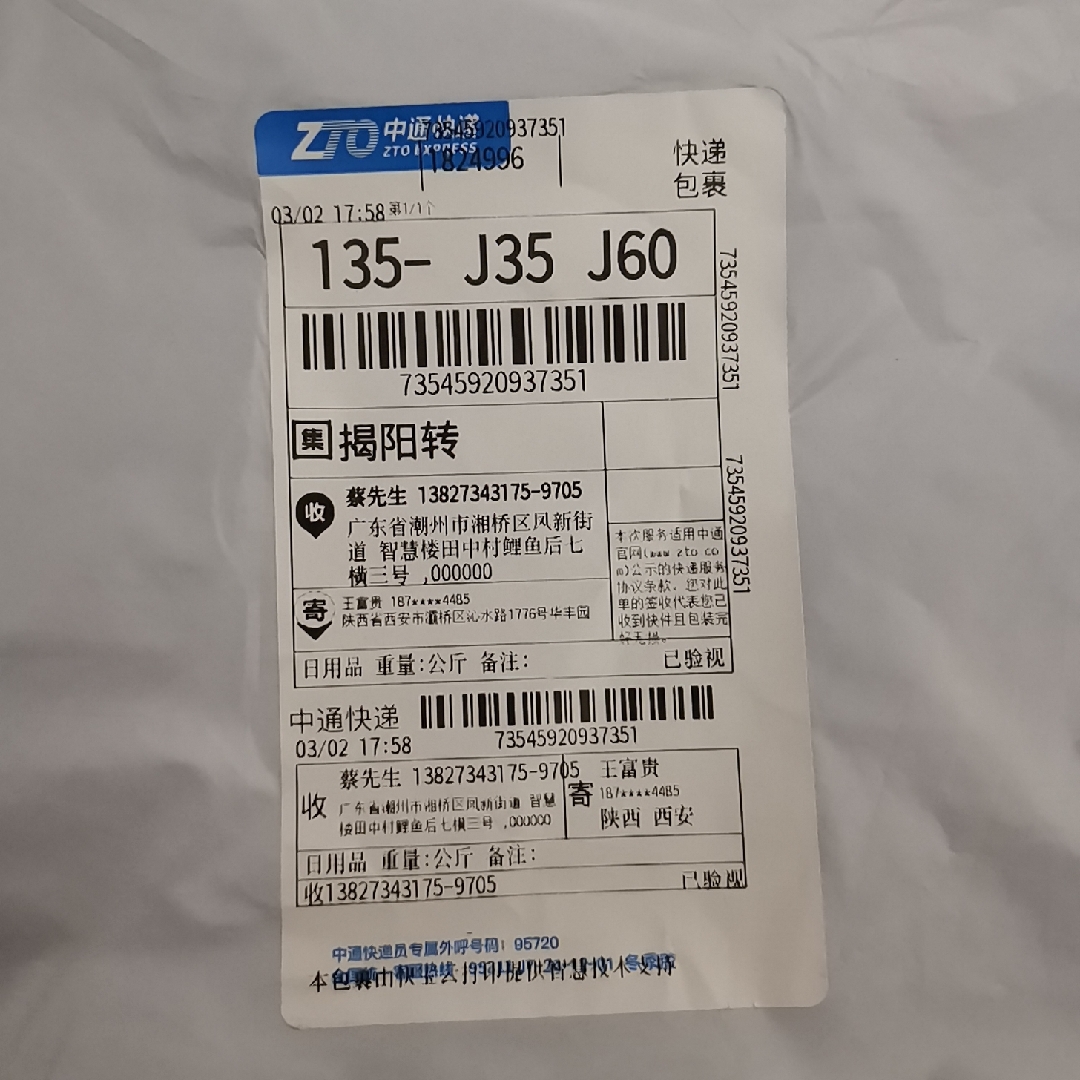 ZTO 中通快递
73545920937351
ZTO EXPRESS
1824996
快递
包裹
03/02 17:58 第1/1个
135- J35 J60
73545920937351
73545920937351
集 揭阳转
收
蔡先生 13827343175-9705
广东省潮州市湘桥区凤新街
道 智慧楼田中村鲤鱼后七
横三号 ,000000
73545920937351
本次服务适用中通
官网(www zto co
m)公示的快递服务
协议条款，您对此
单的签收代表您已
收到快件且包装完
好无损。
寄
王富贵 187****4485
陕西省西安市灞桥区沁水路1776号华丰园
日用品 重量:公斤 备注:
已验视
中通快递
03/02 17:58
73545920937351
收
蔡先生 13827343175-9705
广东省潮州市湘桥区凤新街道 智慧
楼田中村鲤鱼后七横三号 ,000000
寄
王富贵
187****4485
陕西 西安
日用品 重量:公斤 备注:
收13827343175-9705
已验视
中通快递员专属外呼号码：95720